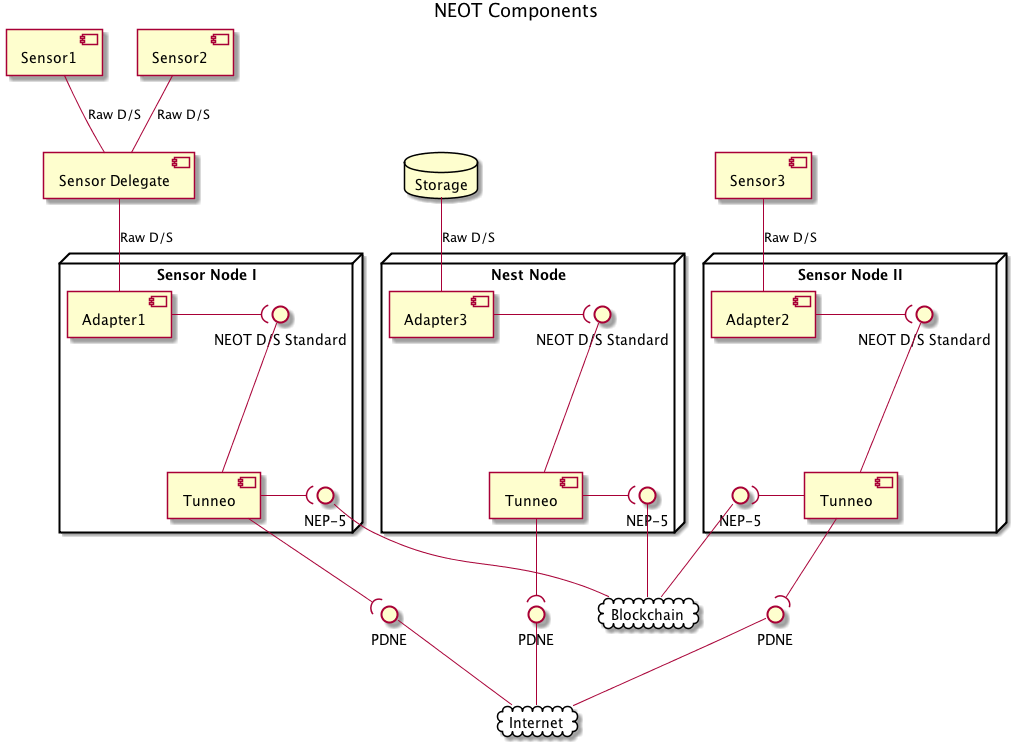 NEOT Components
Sensor1
Sensor2
Raw D/S
Raw D/S
Sensor Delegate
Storage
Sensor3
Raw D/S
Raw D/S
Raw D/S
Sensor Node I
Nest Node
Sensor Node II
Adapter1
Adapter3
Adapter2
NEOT D/S Standard
NEOT D/S Standard
NEOT D/S Standard
Tunneo
Tunneo
Tunneo
NEP-5
NEP-5
NEP-5
Blockchain
PDNE
PDNE
PDNE
Internet